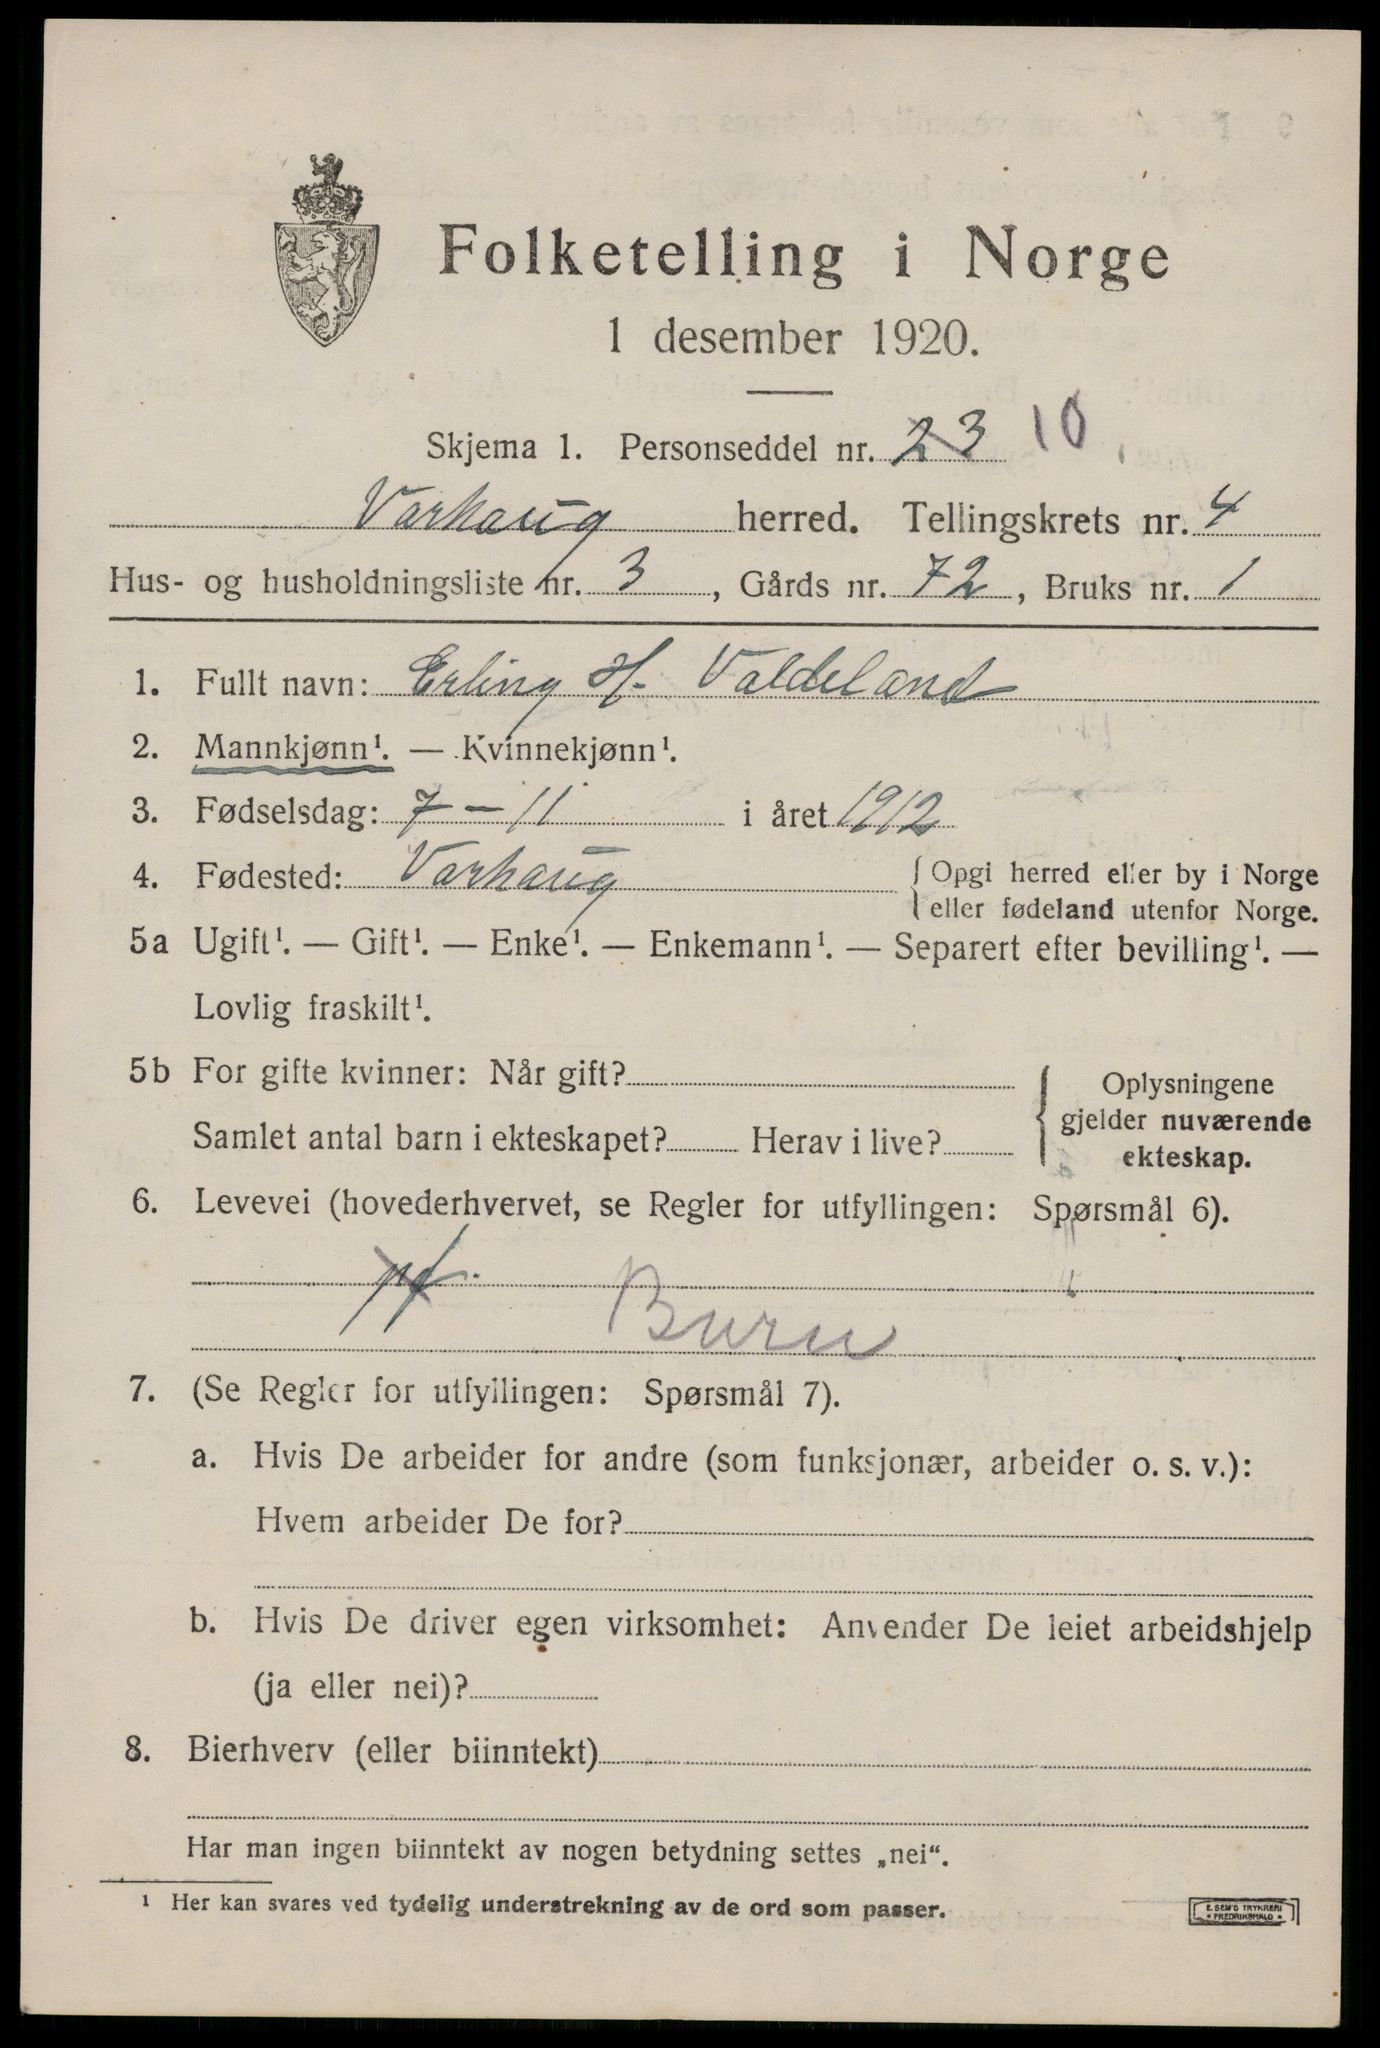 Folketelling i Norge
1 desember 1920.
Skjema 1. Personseddel nr. 23 10
Varhaug herred. Tellingskrets nr. 4
Hus- og husholdningsliste nr. 3, Gårds nr. 72, Bruks nr. 1
1. Fullt navn: Erling H. Valdeland
2. Mannkjønn¹. — Kvinnekjønn¹.
3. Fødselsdag: 7 – 11 i året 1912
4. Fødested: Varhaug { Opgi herred eller by i Norge
eller fødeland utenfor Norge.
5a Ugift¹. — Gift¹. — Enke¹. — Enkemann¹. — Separert efter bevilling¹. —
Lovlig fraskilt¹.
5b For gifte kvinner: Når gift? { Oplysningene
gjelder nuværende
Samlet antal barn i ekteskapet? Herav i live?
ekteskap.
6. Levevei (hovederhvervet, se Regler for utfyllingen: Spørsmål 6).
Barn
7. (Se Regler for utfyllingen: Spørsmål 7).
a. Hvis De arbeider for andre (som funksjonær, arbeider o. s. v.):
Hvem arbeider De for?
b. Hvis De driver egen virksomhet: Anvender De leiet arbeidshjelp
(ja eller nei)?
8. Bierhverv (eller biinntekt)
Har man ingen biinntekt av nogen betydning settes „nei“.
¹ Her kan svares ved tydelig understrekning av de ord som passer.
E. SEM'S TRYKKERI
• FREDRIKSHALD •